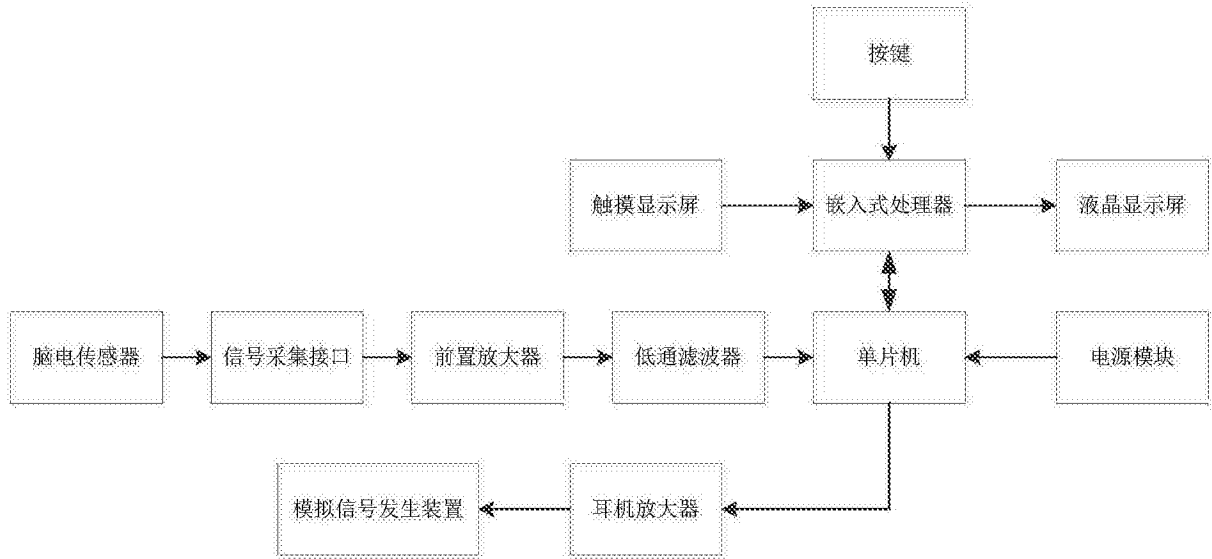 按键
触摸显示屏
嵌入式处理器
液晶显示屏
脑电传感器
信号采集接口
前置放大器
低通滤波器
单片机
电源模块
模拟信号发生装置
耳机放大器